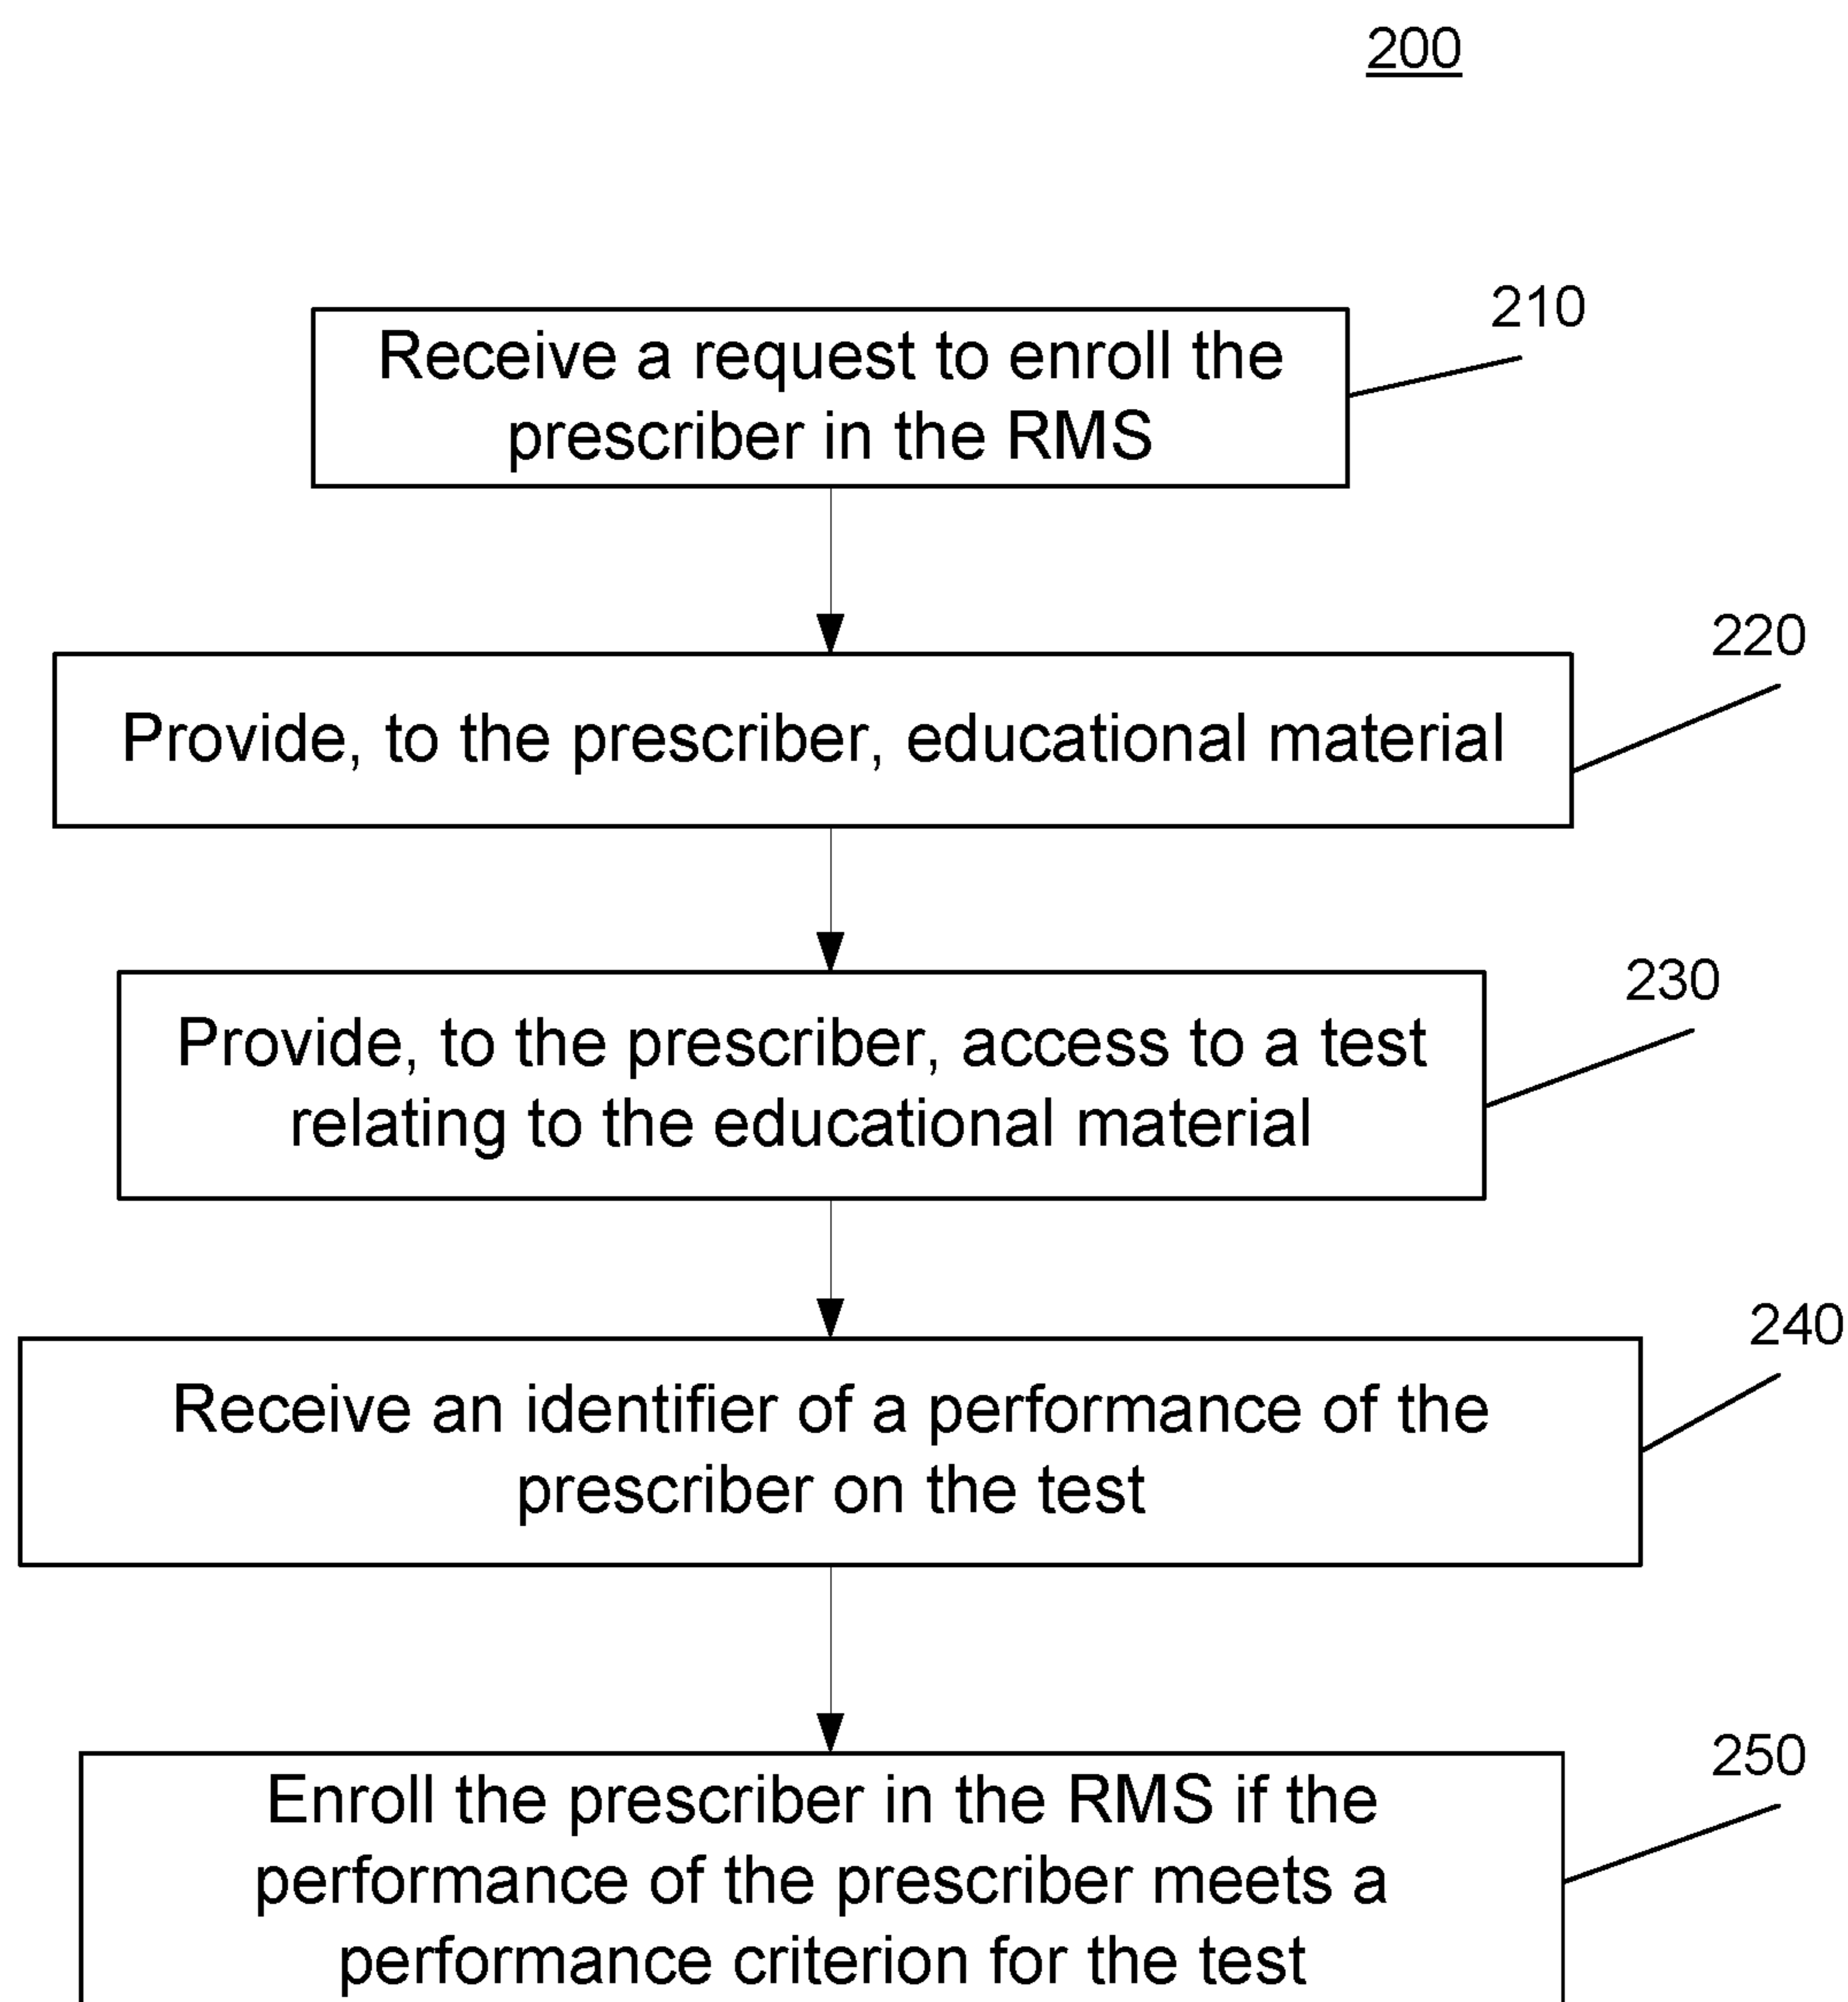 200
210
Receive a request to enroll the
prescriber in the RMS
220
Provide, to the prescriber, educational material
230
Provide, to the prescriber, access to a test
relating to the educational material
240
Receive an identifier of a performance of the
prescriber on the test
250
Enroll the prescriber in the RMS if the
performance of the prescriber meets a
performance criterion for the test